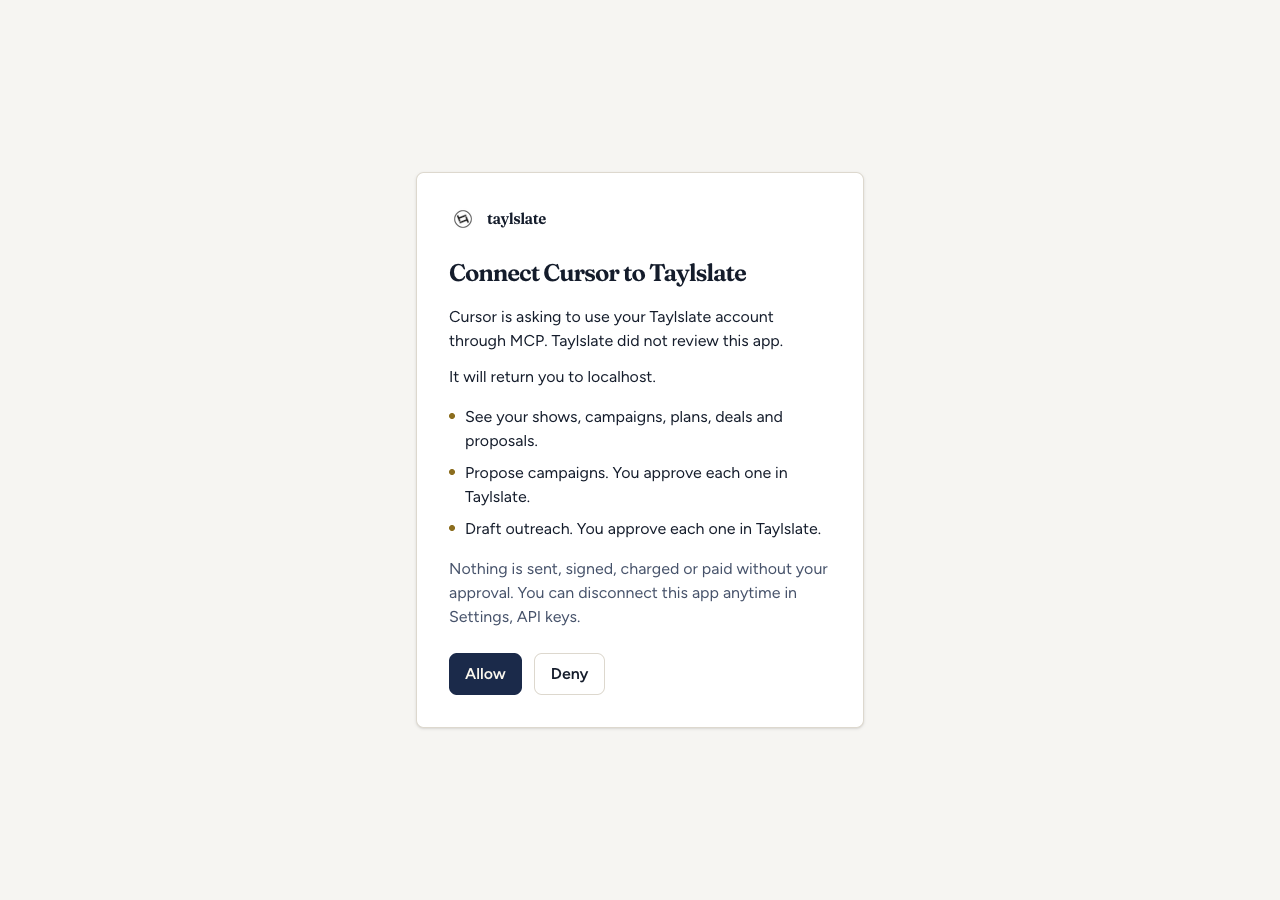 taylslate
Connect Cursor to Taylslate
Cursor is asking to use your Taylslate account
through MCP. Taylslate did not review this app.
It will return you to localhost.
See your shows, campaigns, plans, deals and
proposals.
Propose campaigns. You approve each one in
Taylslate.
Draft outreach. You approve each one in Taylslate.
Nothing is sent, signed, charged or paid without your
approval. You can disconnect this app anytime in
Settings, API keys.
Allow Deny